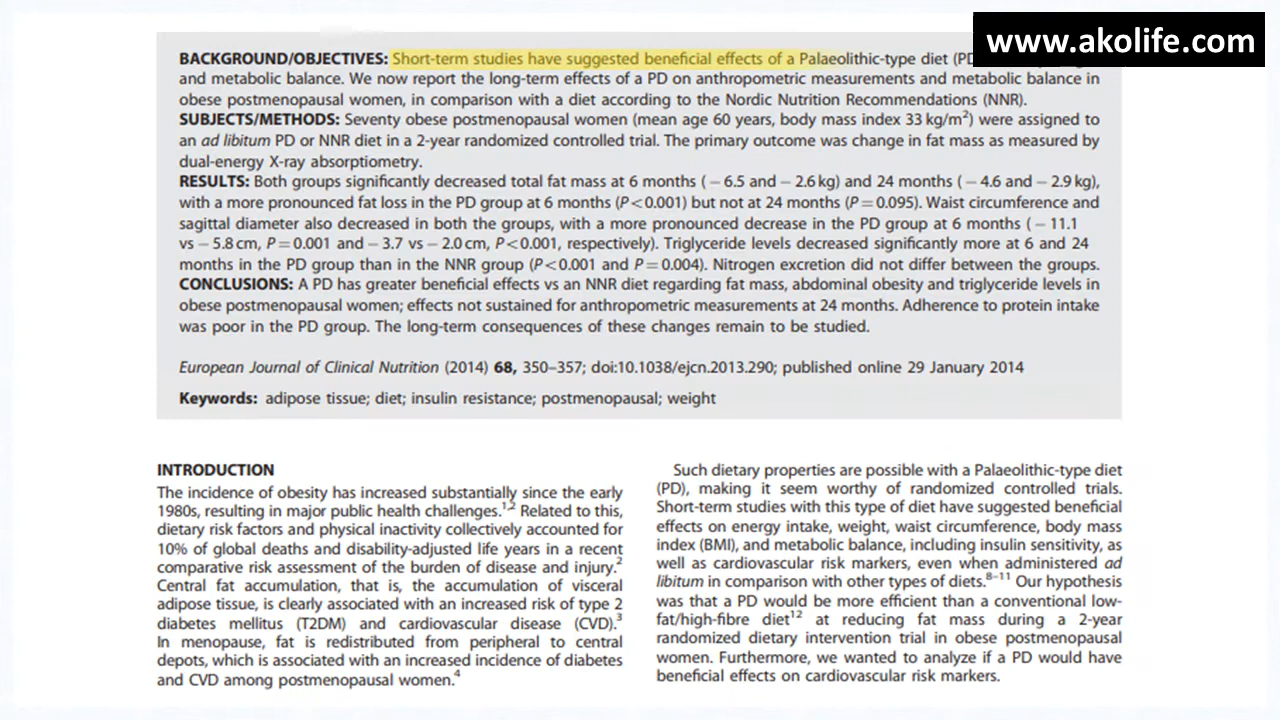 www.akolife.com
BACKGROUND/OBJECTIVES: Short-term studies have suggested beneficial effects of a Palaeolithic-type diet (PD
and metabolic balance. We now report the long-term effects of a PD on anthropometric measurements and metabolic balance in
obese postmenopausal women, in comparison with a diet according to the Nordic Nutrition Recommendations (NNR).
SUBJECTS/METHODS: Seventy obese postmenopausal women (mean age 60 years, body mass index 33 kg/m²) were assigned to
an ad libitum PD or NNR diet in a 2-year randomized controlled trial. The primary outcome was change in fat mass as measured by
dual-energy X-ray absorptiometry.
RESULTS: Both groups significantly decreased total fat mass at 6 months (−6.5 and −2.6 kg) and 24 months (−4.6 and −2.9 kg),
with a more pronounced fat loss in the PD group at 6 months (P<0.001) but not at 24 months (P=0.095). Waist circumference and
sagittal diameter also decreased in both the groups, with a more pronounced decrease in the PD group at 6 months (−11.1
vs −5.8 cm, P=0.001 and −3.7 vs −2.0 cm, P<0.001, respectively). Triglyceride levels decreased significantly more at 6 and 24
months in the PD group than in the NNR group (P<0.001 and P=0.004). Nitrogen excretion did not differ between the groups.
CONCLUSIONS: A PD has greater beneficial effects vs an NNR diet regarding fat mass, abdominal obesity and triglyceride levels in
obese postmenopausal women; effects not sustained for anthropometric measurements at 24 months. Adherence to protein intake
was poor in the PD group. The long-term consequences of these changes remain to be studied.
European Journal of Clinical Nutrition (2014) 68, 350–357; doi:10.1038/ejcn.2013.290; published online 29 January 2014
Keywords: adipose tissue; diet; insulin resistance; postmenopausal; weight
INTRODUCTION
The incidence of obesity has increased substantially since the early
1980s, resulting in major public health challenges.¹,² Related to this,
dietary risk factors and physical inactivity collectively accounted for
10% of global deaths and disability-adjusted life years in a recent
comparative risk assessment of the burden of disease and injury.²
Central fat accumulation, that is, the accumulation of visceral
adipose tissue, is clearly associated with an increased risk of type 2
diabetes mellitus (T2DM) and cardiovascular disease (CVD).³
In menopause, fat is redistributed from peripheral to central
depots, which is associated with an increased incidence of diabetes
and CVD among postmenopausal women.⁴
Such dietary properties are possible with a Palaeolithic-type diet
(PD), making it seem worthy of randomized controlled trials.
Short-term studies with this type of diet have suggested beneficial
effects on energy intake, weight, waist circumference, body mass
index (BMI), and metabolic balance, including insulin sensitivity, as
well as cardiovascular risk markers, even when administered ad
libitum in comparison with other types of diets.⁸⁻¹¹ Our hypothesis
was that a PD would be more efficient than a conventional low-
fat/high-fibre diet¹² at reducing fat mass during a 2-year
randomized dietary intervention trial in obese postmenopausal
women. Furthermore, we wanted to analyze if a PD would have
beneficial effects on cardiovascular risk markers.